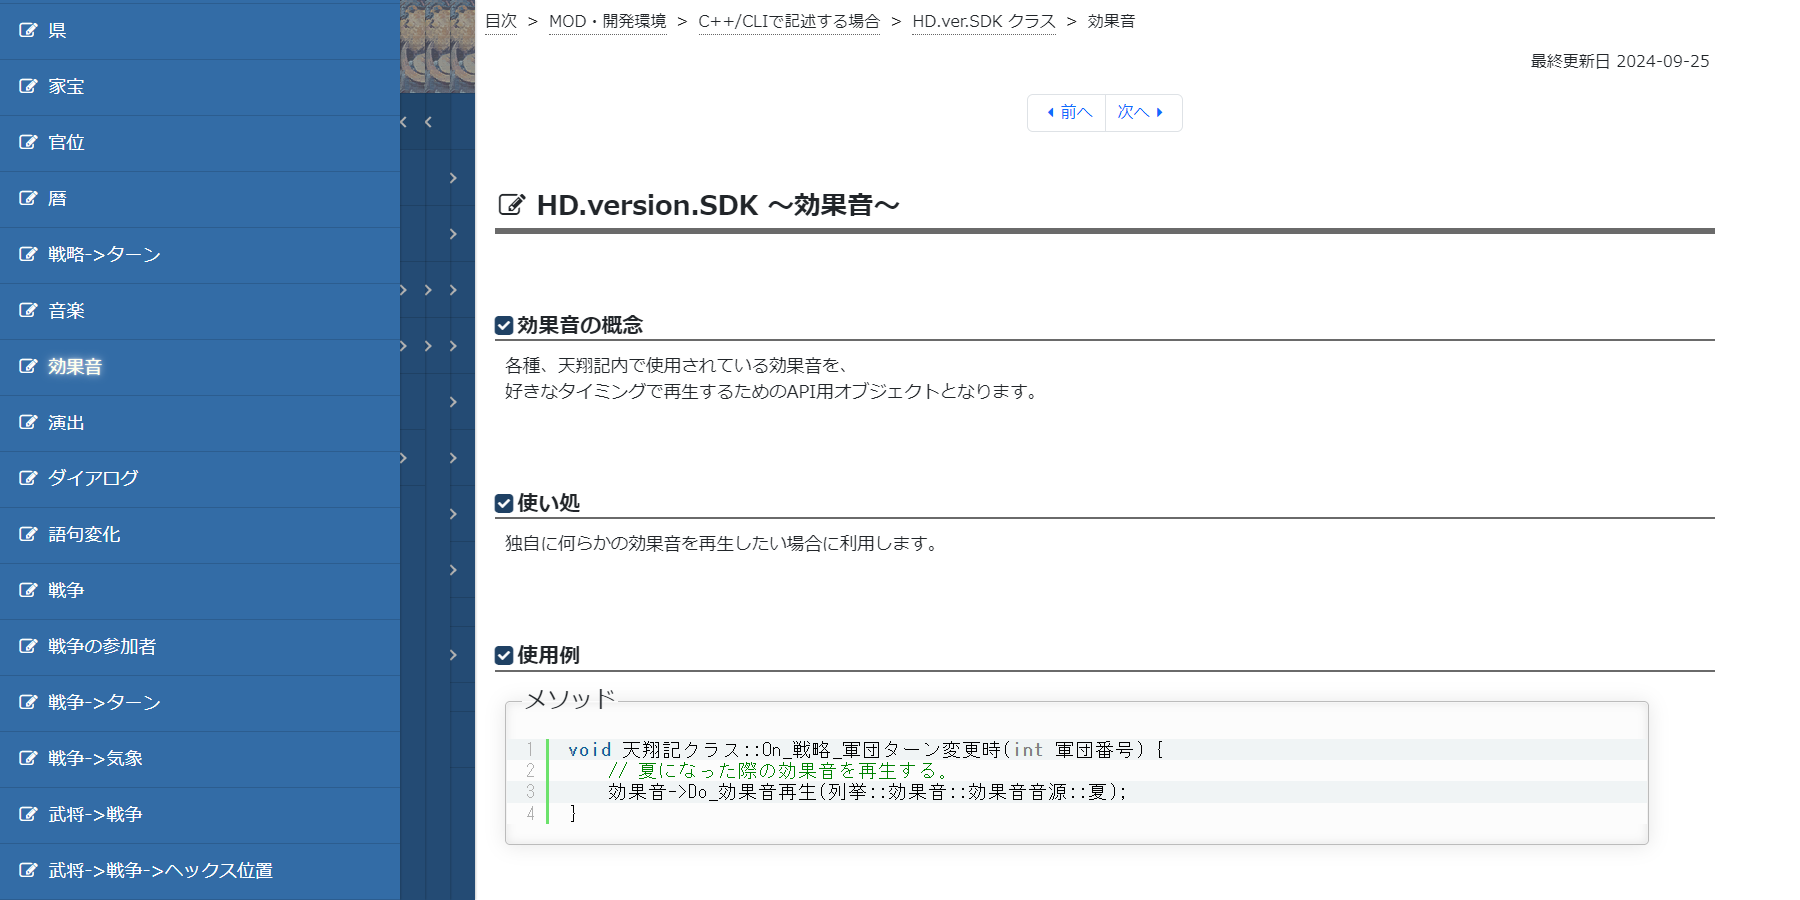 県
家宝
官位
暦
戦略->ターン
音楽
効果音
演出
ダイアログ
語句変化
戦争
戦争の参加者
戦争->ターン
戦争->気象
武将->戦争
武将->戦争->ヘックス位置
目次 > MOD・開発環境 > C++/CLIで記述する場合 > HD.ver.SDK クラス > 効果音
最終更新日 2024-09-25
前へ 次へ
HD.version.SDK ～効果音～
効果音の概念
各種、天翔記内で使用されている効果音を、
好きなタイミングで再生するためのAPI用オブジェクトとなります。
使い処
独自に何らかの効果音を再生したい場合に利用します。
使用例
メソッド
1 void 天翔記クラス::On_戦略_軍団ターン変更時(int 軍団番号) {
2 // 夏になった際の効果音を再生する。
3 効果音->Do_効果音再生(列挙::効果音::効果音音源::夏);
4 }